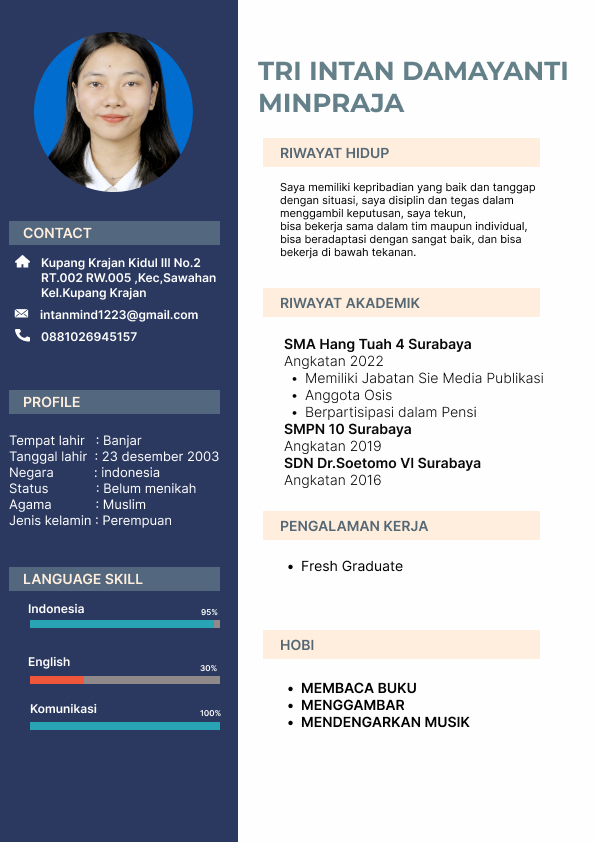 TRI INTAN DAMAYANTI
MINPRAJA
CONTACT
Kupang Krajan Kidul III No.2
RT.002 RW.005 ,Kec,Sawahan
Kel.Kupang Krajan
intanmind1223@gmail.com
0881026945157
PROFILE
Tempat lahir : Banjar
Tanggal lahir : 23 desember 2003
Negara : indonesia
Status : Belum menikah
Agama : Muslim
Jenis kelamin : Perempuan
LANGUAGE SKILL
Indonesia 95%
English 30%
Komunikasi 100%
RIWAYAT HIDUP
Saya memiliki kepribadian yang baik dan tanggap
dengan situasi, saya disiplin dan tegas dalam
menggambil keputusan, saya tekun,
bisa bekerja sama dalam tim maupun individual,
bisa beradaptasi dengan sangat baik, dan bisa
bekerja di bawah tekanan.
RIWAYAT AKADEMIK
SMA Hang Tuah 4 Surabaya
Angkatan 2022
• Memiliki Jabatan Sie Media Publikasi
• Anggota Osis
• Berpartisipasi dalam Pensi
SMPN 10 Surabaya
Angkatan 2019
SDN Dr.Soetomo VI Surabaya
Angkatan 2016
PENGALAMAN KERJA
• Fresh Graduate
HOBI
• MEMBACA BUKU
• MENGGAMBAR
• MENDENGARKAN MUSIK